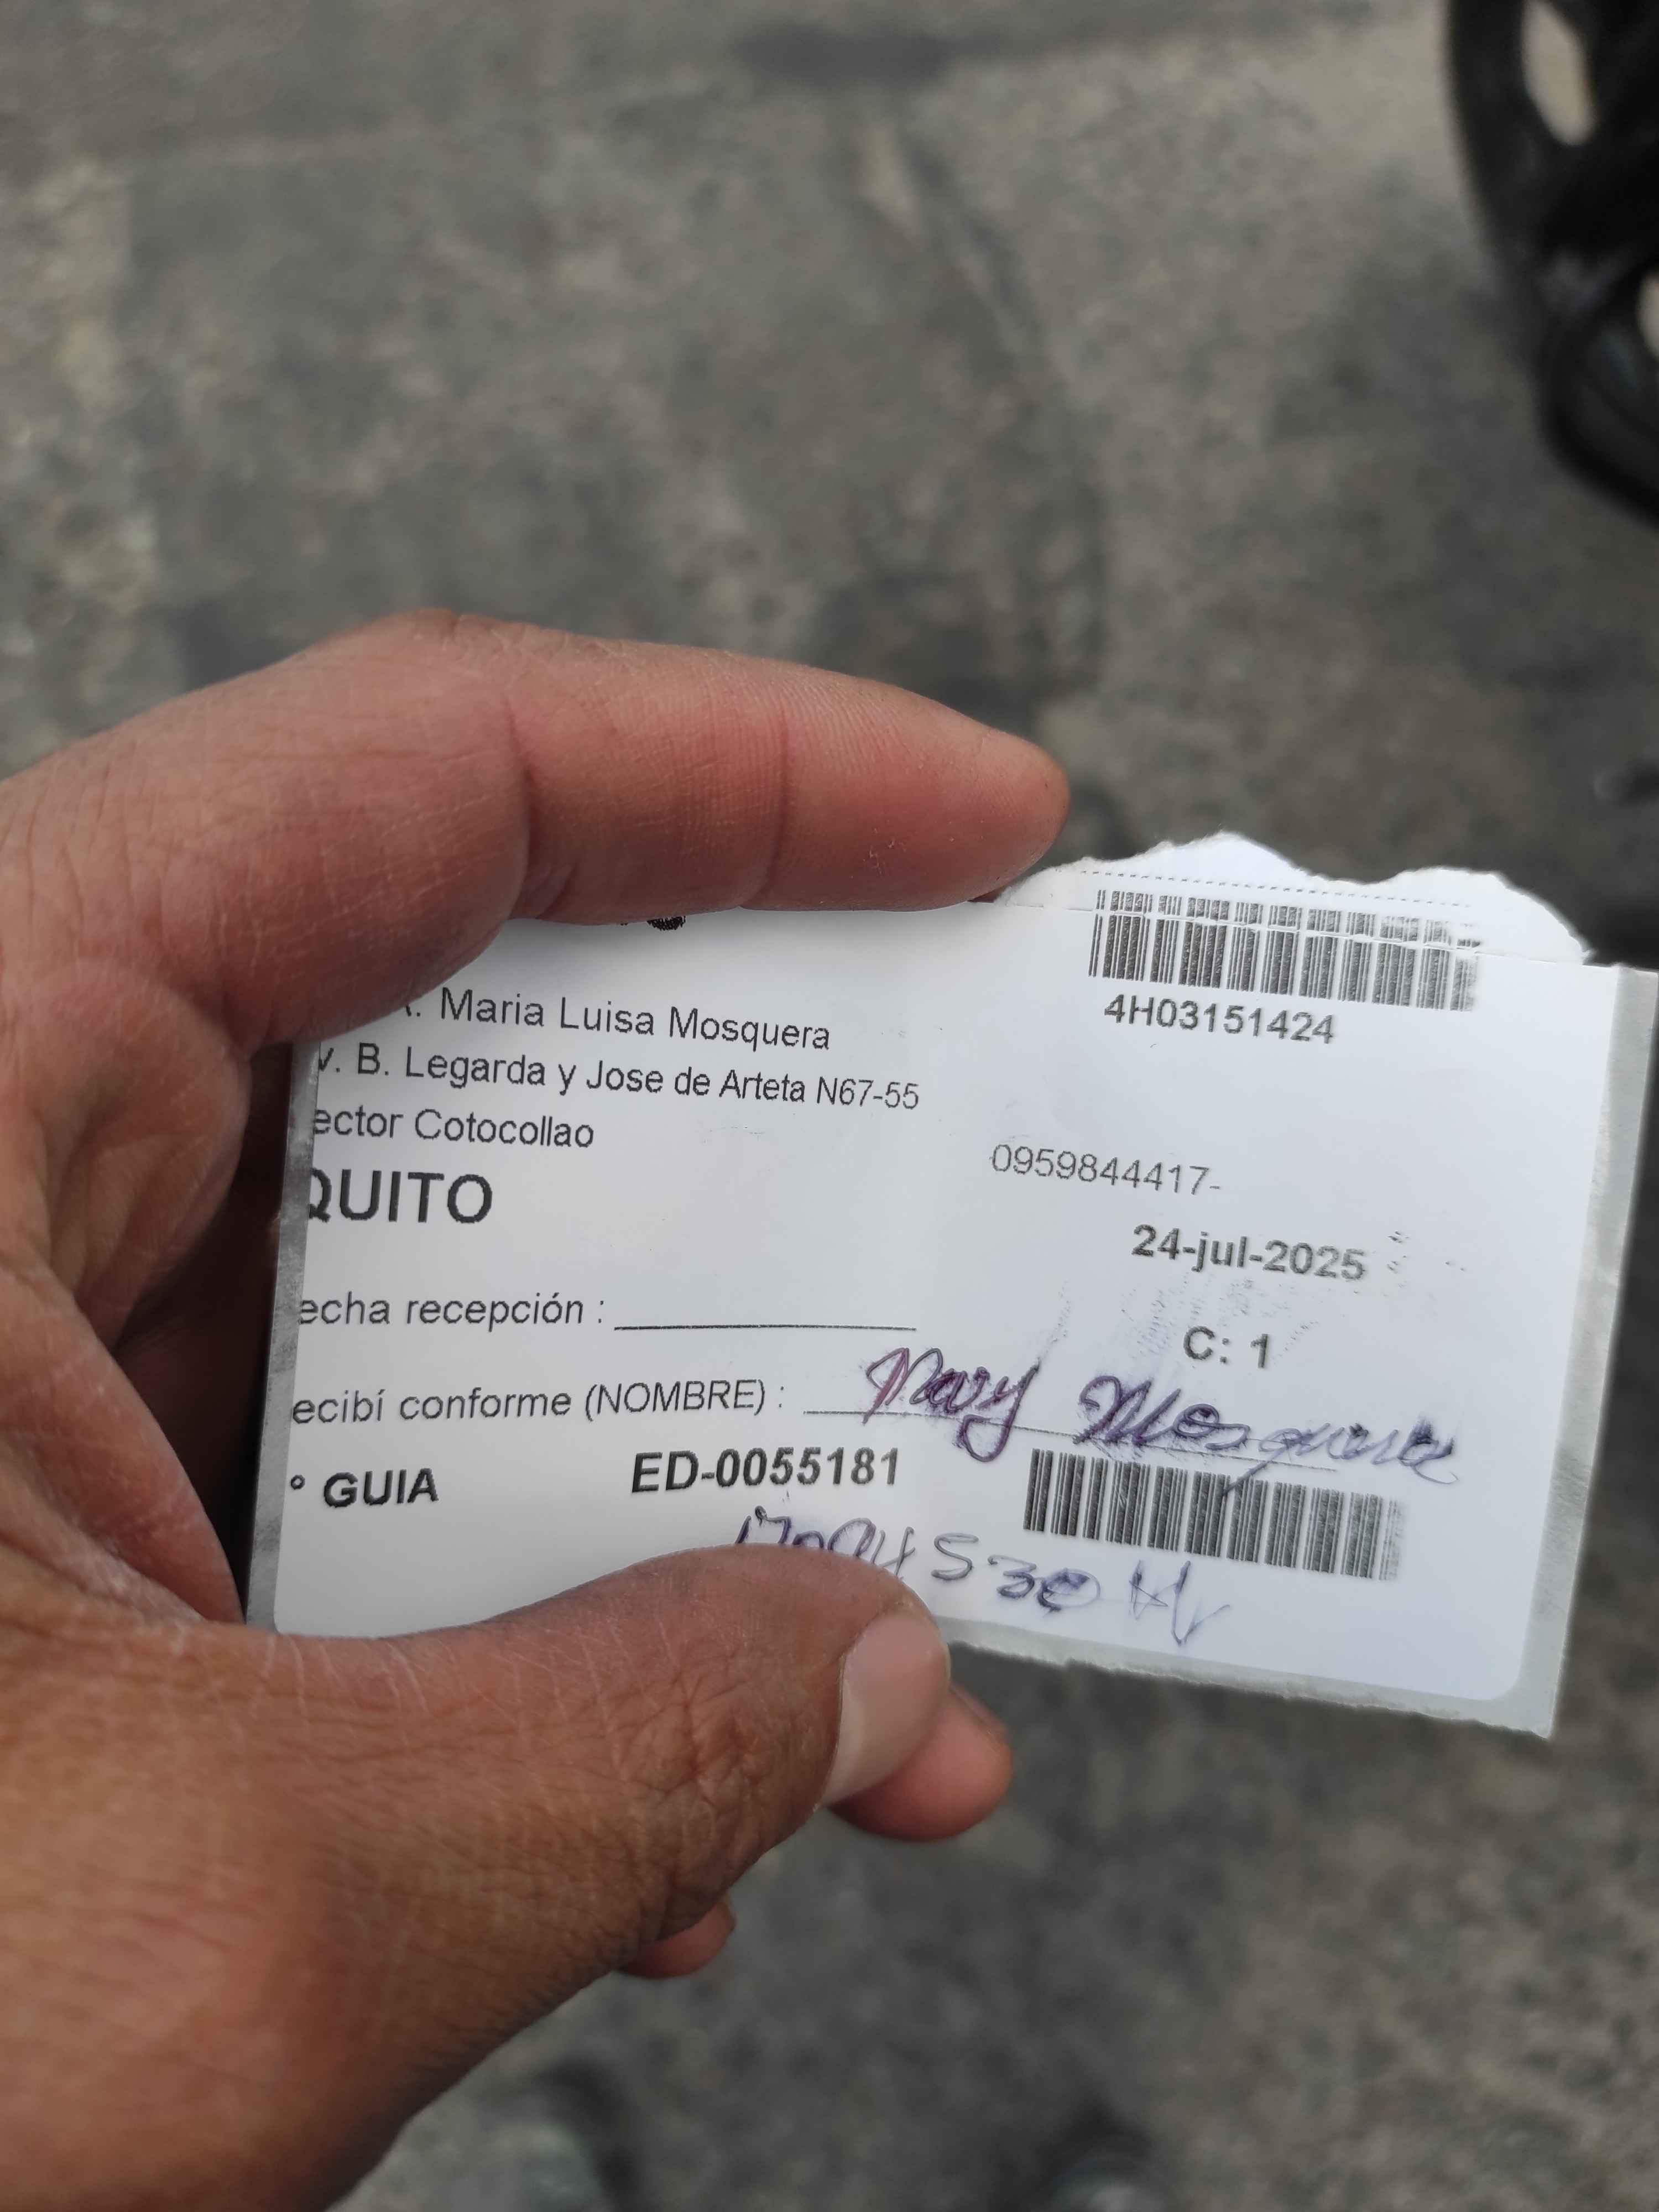 . Maria Luisa Mosquera
4H03151424
v. B. Legarda y Jose de Arteta N67-55
ector Cotocollao
0959844417-
QUITO
24-jul-2025
echa recepción :
C: 1
ecibí conforme (NOMBRE) : Mary Mosquera
° GUIA ED-0055181